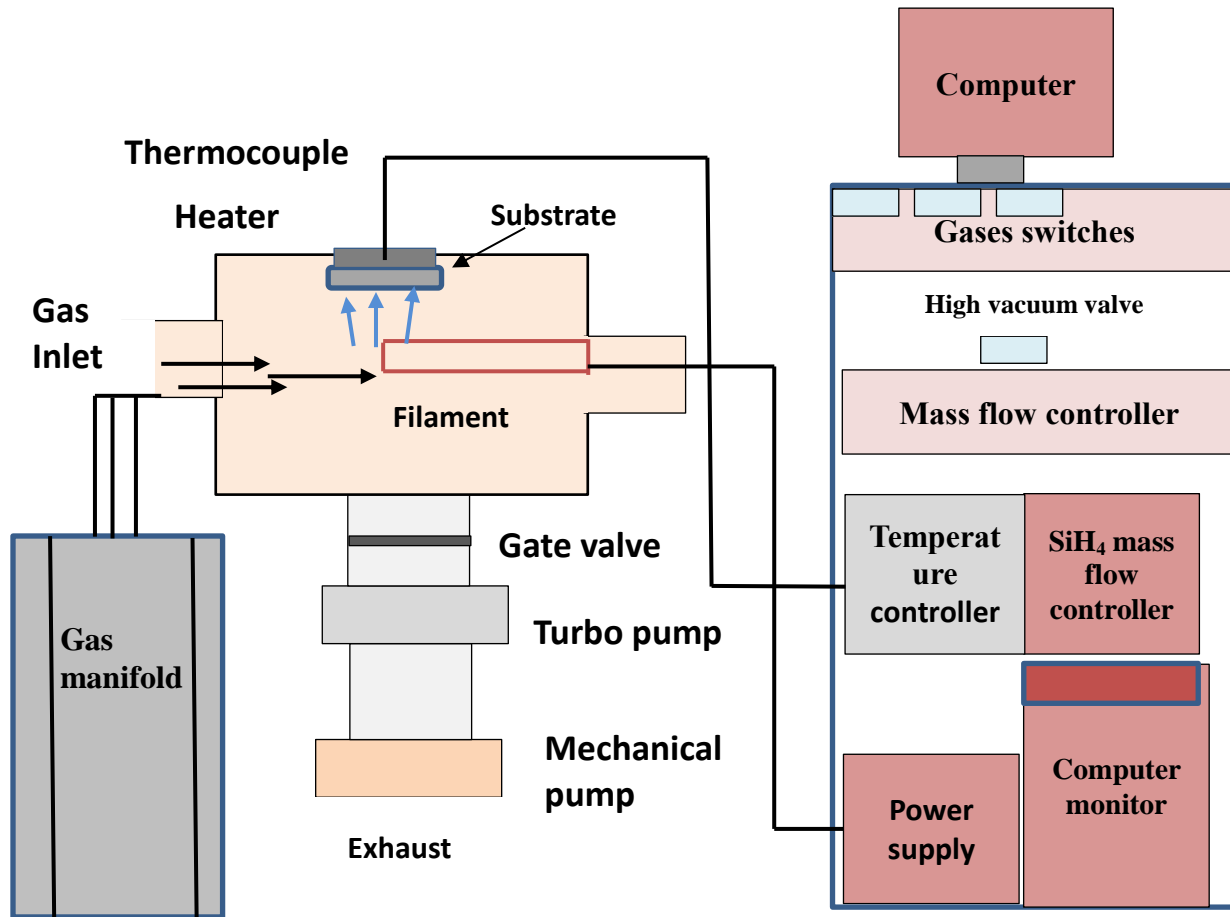 Computer
Thermocouple
Heater
Substrate
Gases switches
Gas
Inlet
High vacuum valve
Filament
Mass flow controller
Gate valve
Temperat
ure
controller
SiH₄ mass
flow
controller
Turbo pump
Gas
manifold
Mechanical
pump
Computer
monitor
Power
supply
Exhaust